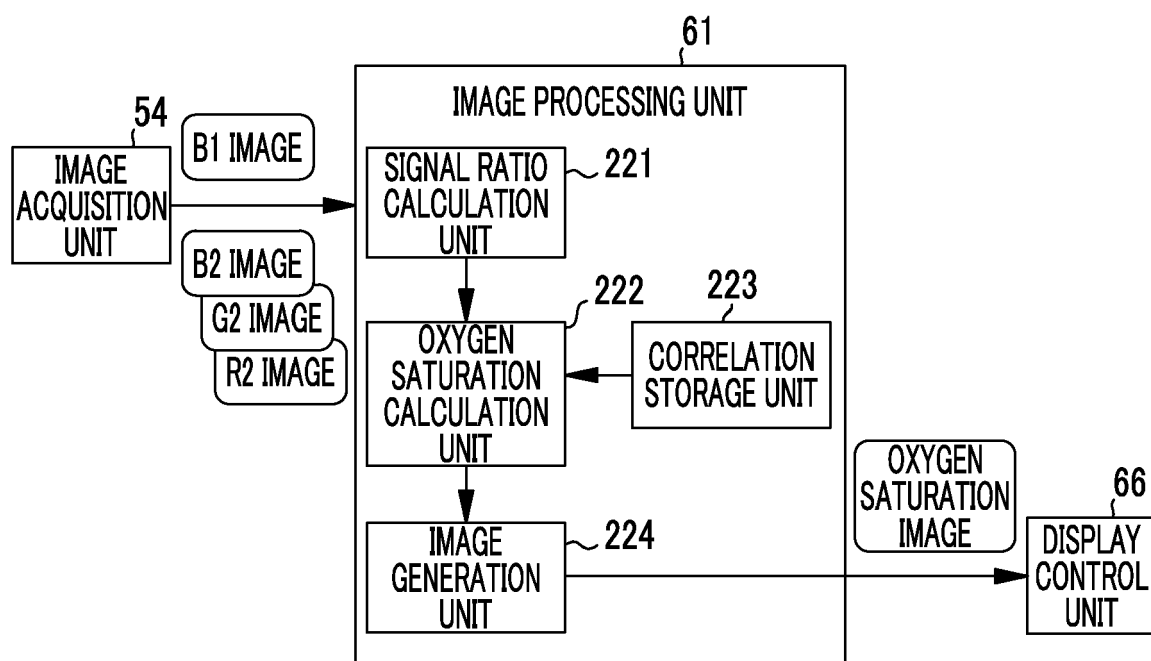 61
IMAGE PROCESSING UNIT
54
IMAGE
ACQUISITION
UNIT
B1 IMAGE
B2 IMAGE
G2 IMAGE
R2 IMAGE
SIGNAL RATIO
CALCULATION
UNIT
221
OXYGEN
SATURATION
CALCULATION
UNIT
222
223
CORRELATION
STORAGE UNIT
IMAGE
GENERATION
UNIT
224
OXYGEN
SATURATION
IMAGE
66
DISPLAY
CONTROL
UNIT